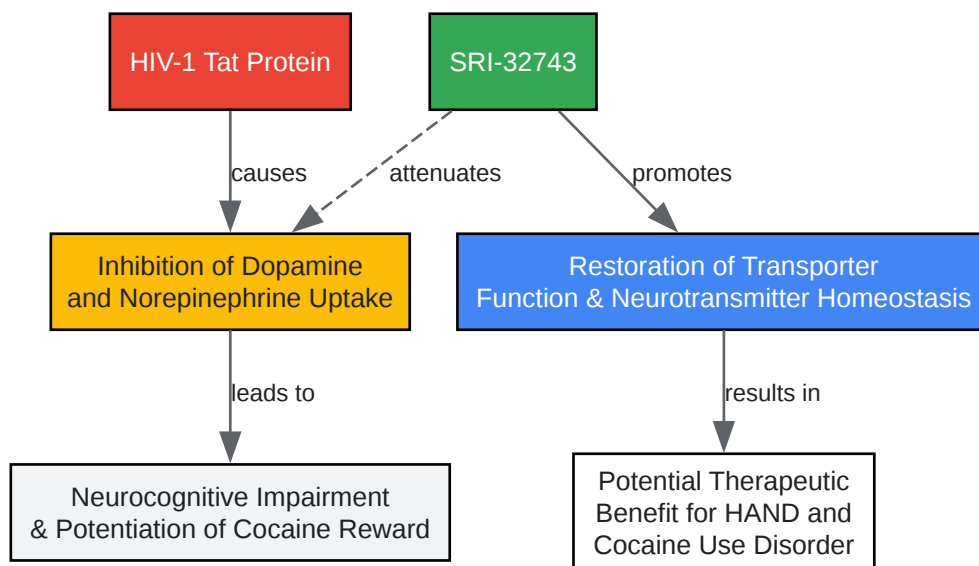 HIV-1 Tat Protein
SRI-32743
causes
attenuates
promotes
Inhibition of Dopamine
and Norepinephrine Uptake
Restoration of Transporter
Function & Neurotransmitter Homeostasis
leads to
results in
Neurocognitive Impairment
& Potentiation of Cocaine Reward
Potential Therapeutic
Benefit for HAND and
Cocaine Use Disorder